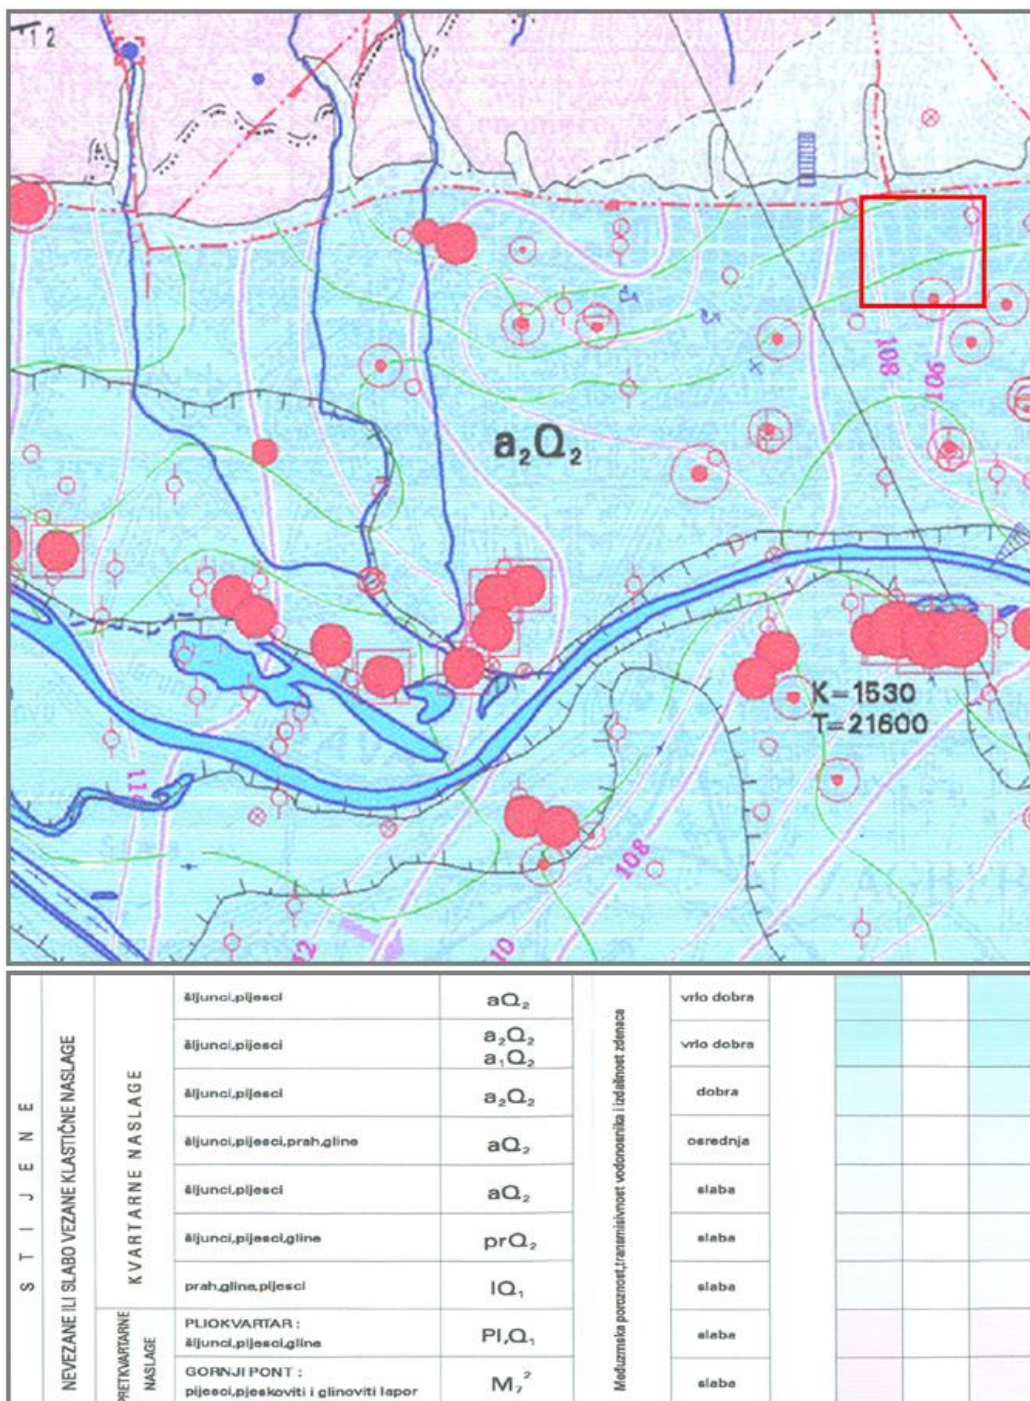 12
a₂Q₂
108
106
K=1530
T=21600
108
šljunci,pijesci aQ₂ vrlo dobra
šljunci,pijesci a₂Q₂ vrlo dobra
a₁Q₂
šljunci,pijesci a₂Q₂ dobra
šljunci,pijesci,prah,gline aQ₂ osrednja
šljunci,pijesci aQ₂ slaba
šljunci,pijesci,gline prQ₂ slaba
prah,gline,pijesci lQ₁ slaba
PLIOKVARTAR :
šljunci,pijesci,gline Pl,Q₁ slaba
GORNJI PONT :
pijesci,pjeskoviti i glinoviti lapor M₇² slaba
STIJENE
NEVEZANE ILI SLABO VEZANE KLASTIČNE NASLAGE
KVARTARNE NASLAGE
PRETKVARTARNE
NASLAGE
Međuzrnska poroznost,transmisivnost vodonosnika i izdašnost zdenaca